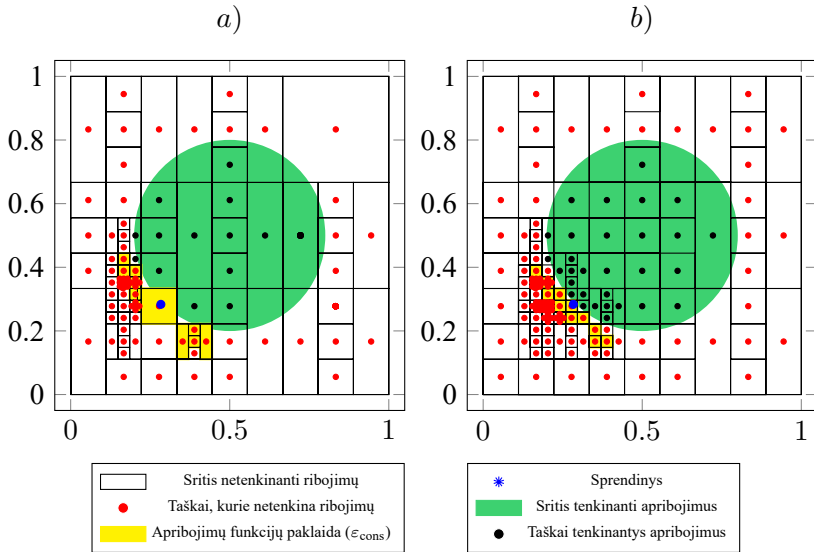 a)
b)
1
0.8
0.6
0.4
0.2
0
0
0.5
1
1
0.8
0.6
0.4
0.2
0
0
0.5
1
Sritis netenkinanti ribojimų
Taškai, kurie netenkina ribojimų
Apribojimų funkcijų paklaida (εcons)
Sprendinys
Sritis tenkinanti apribojimus
Taškai tenkinantys apribojimus